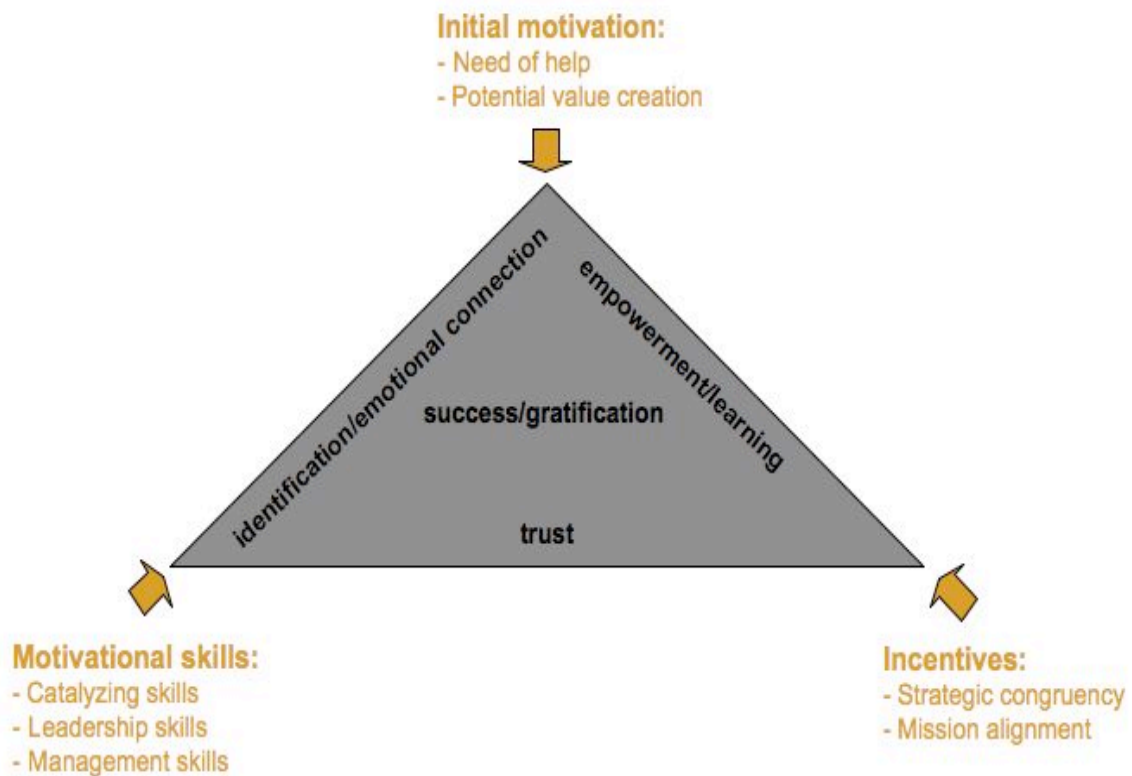 Initial motivation:
- Need of help
- Potential value creation
identification/emotional connection
empowerment/learning
success/gratification
trust
Motivational skills:
- Catalyzing skills
- Leadership skills
- Management skills
Incentives:
- Strategic congruency
- Mission alignment